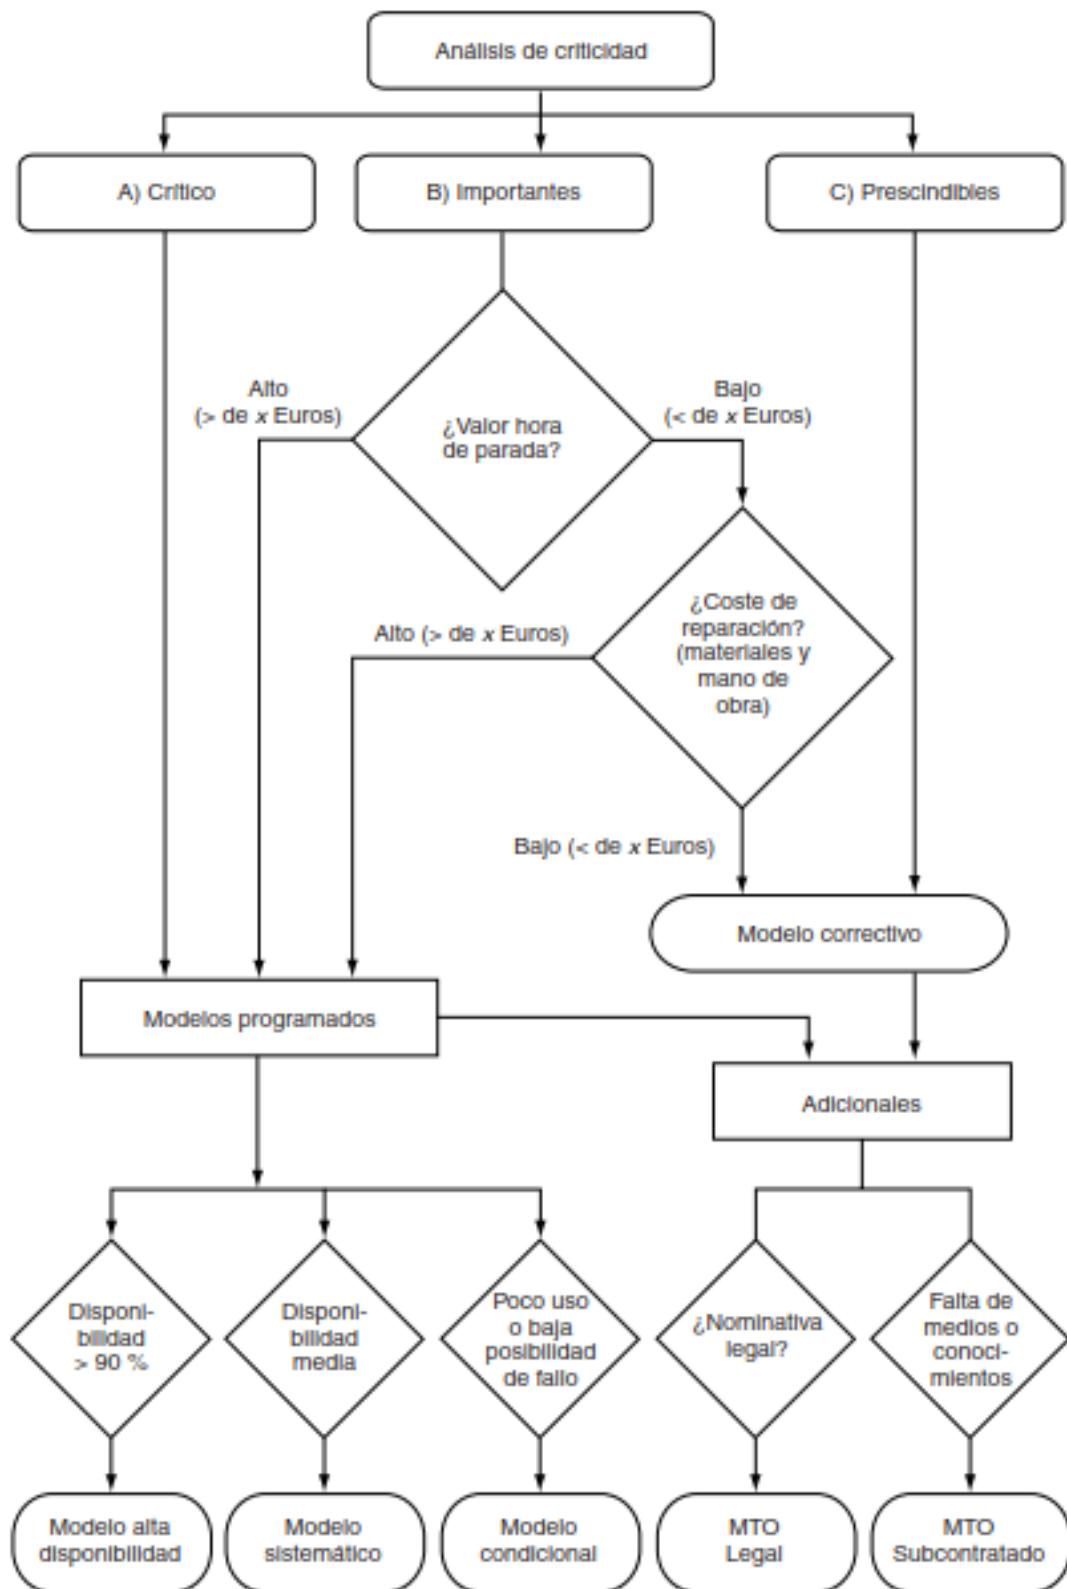 Análisis de criticidad
A) Crítico
B) Importantes
C) Prescindibles
Alto
(> de x Euros)
¿Valor hora
de parada?
Bajo
(< de x Euros)
Alto (> de x Euros)
¿Coste de
reparación?
(materiales y
mano de
obra)
Bajo (< de x Euros)
Modelo correctivo
Modelos programados
Adicionales
Disponi-
bilidad
> 90 %
Disponi-
bilidad
media
Poco uso
o baja
posibilidad
de fallo
¿Nominativa
legal?
Falta de
medios o
conoci-
mientos
Modelo alta
disponibilidad
Modelo
sistemático
Modelo
condicional
MTO
Legal
MTO
Subcontratado